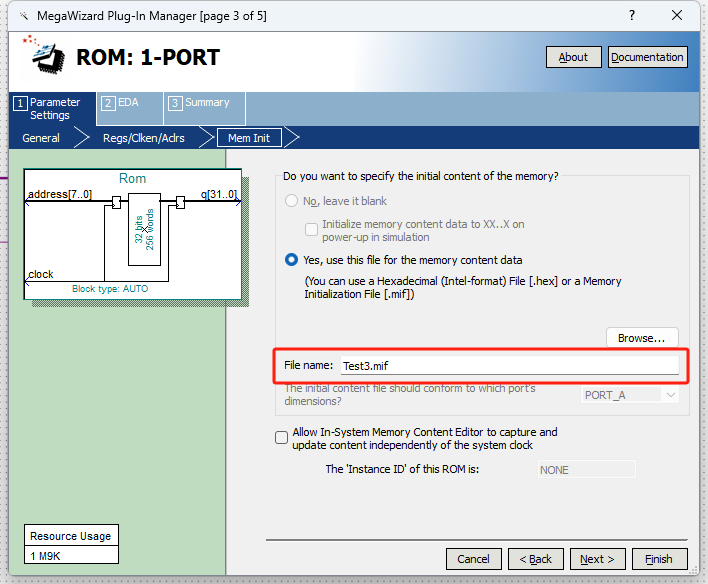 MegaWizard Plug-In Manager [page 3 of 5]
?
ROM: 1-PORT
About
Documentation
1 Parameter
Settings
2 EDA
3 Summary
General
Regs/Clken/Aclrs
Mem Init
Rom
address[7..0]
q[31..0]
32 bits
256 Words
clock
Block type: AUTO
Do you want to specify the initial content of the memory?
No, leave it blank
Initialize memory content data to XX..X on
power-up in simulation
Yes, use this file for the memory content data
(You can use a Hexadecimal (Intel-format) File [.hex] or a Memory
Initialization File [.mif])
Browse...
File name: Test3.mif
The initial content file should conform to which port's
dimensions?
PORT_A
Allow In-System Memory Content Editor to capture and
update content independently of the system clock
The 'Instance ID' of this ROM is: NONE
Resource Usage
1 M9K
Cancel
< Back
Next >
Finish